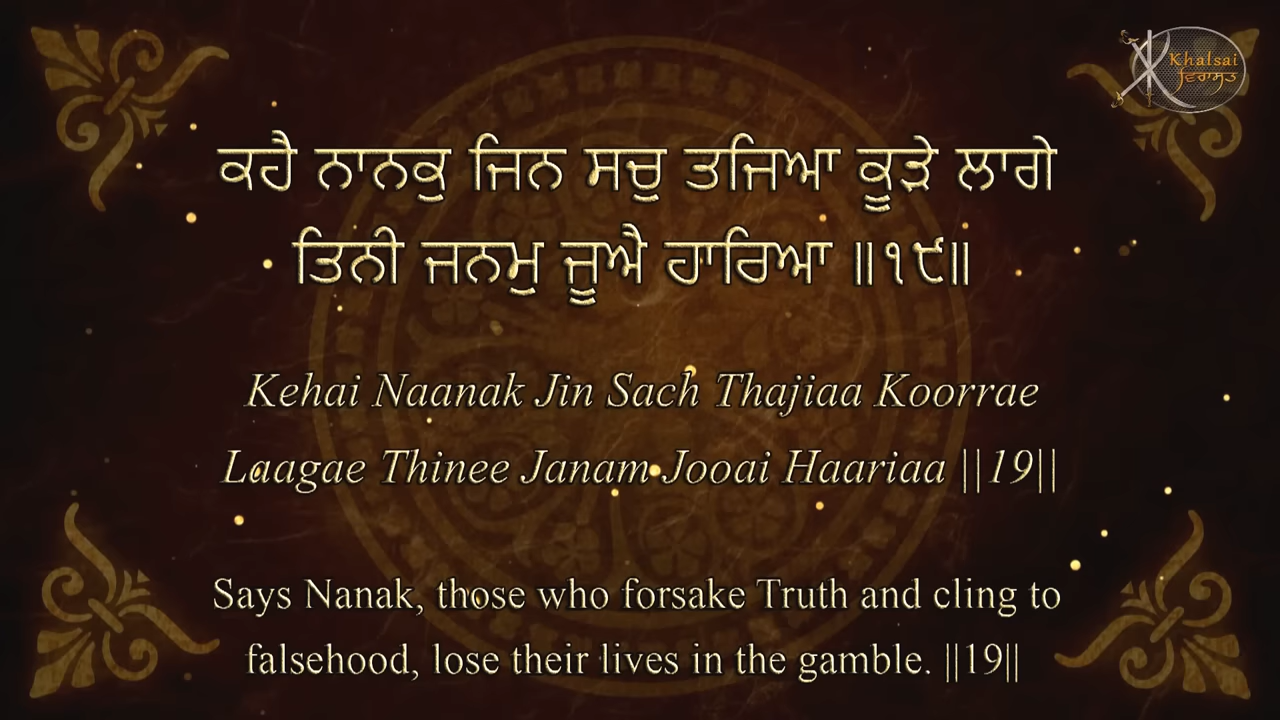 Khalsai
ਵਿਰਾਸਤ
ਕਹੈ ਨਾਨਕੁ ਜਿਨ ਸਚੁ ਤਜਿਆ ਕੂੜੇ ਲਾਗੇ
ਤਿਨੀ ਜਨਮੁ ਜੂਐ ਹਾਰਿਆ ॥੧੯॥
Kehai Naanak Jin Sach Thajiaa Koorrae
Laagae Thinee Janam Jooai Haariaa ||19||
Says Nanak, those who forsake Truth and cling to
falsehood, lose their lives in the gamble. ||19||